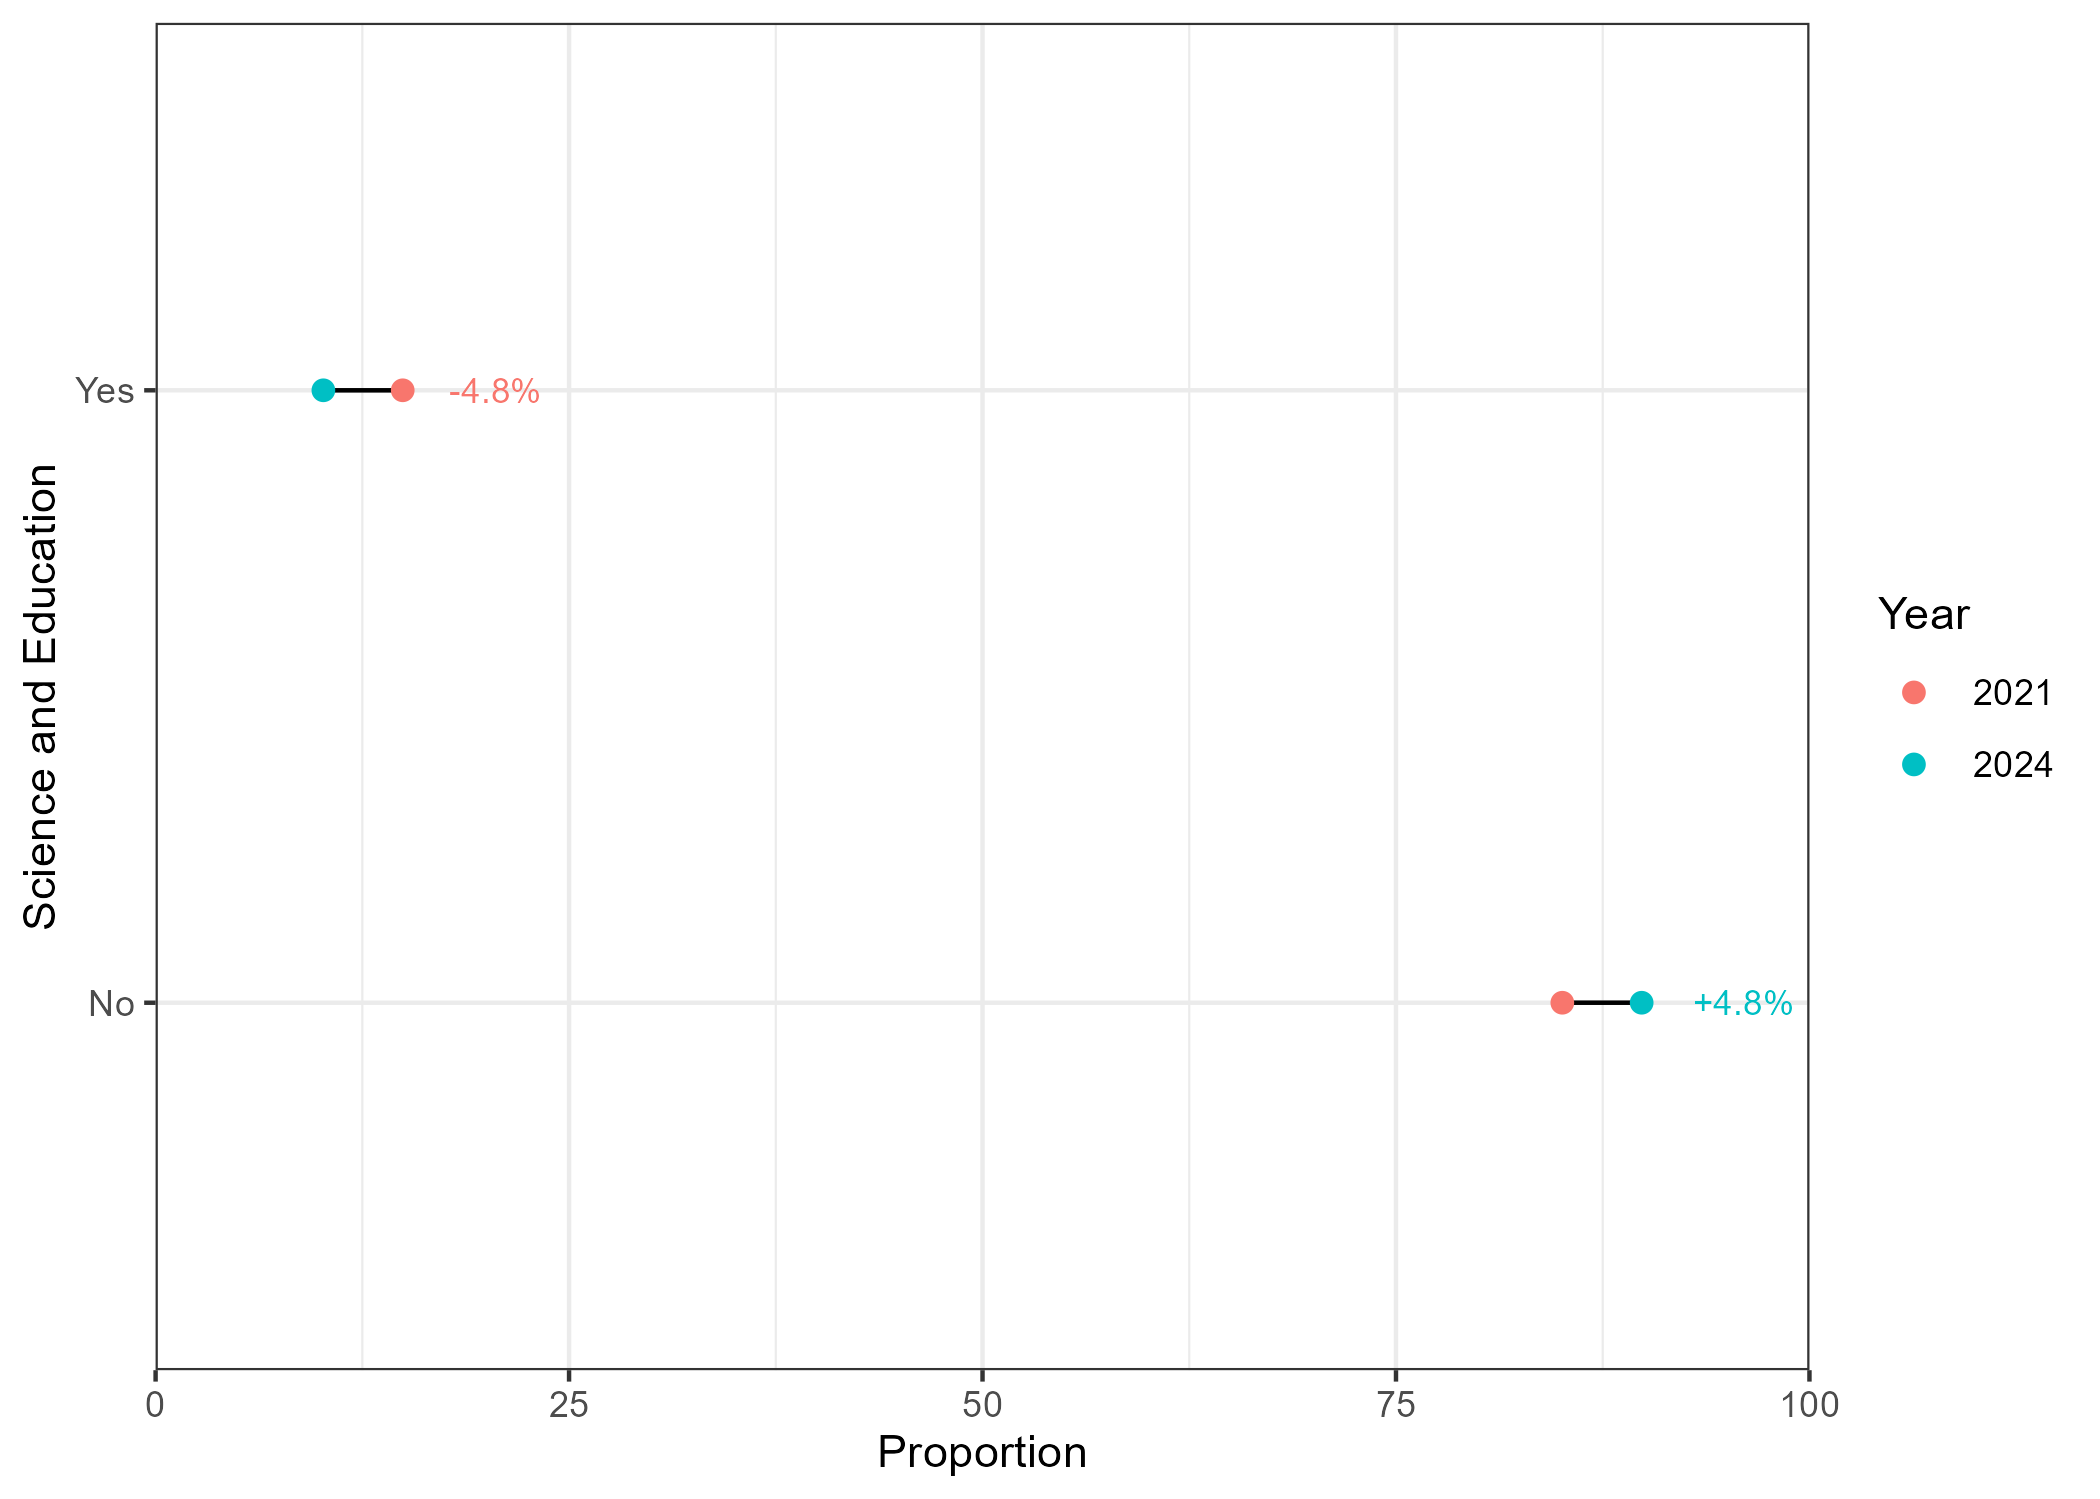 Science and Education
Yes
-4.8%
No
+4.8%
0 25 50 75 100
Proportion
Year
2021
2024